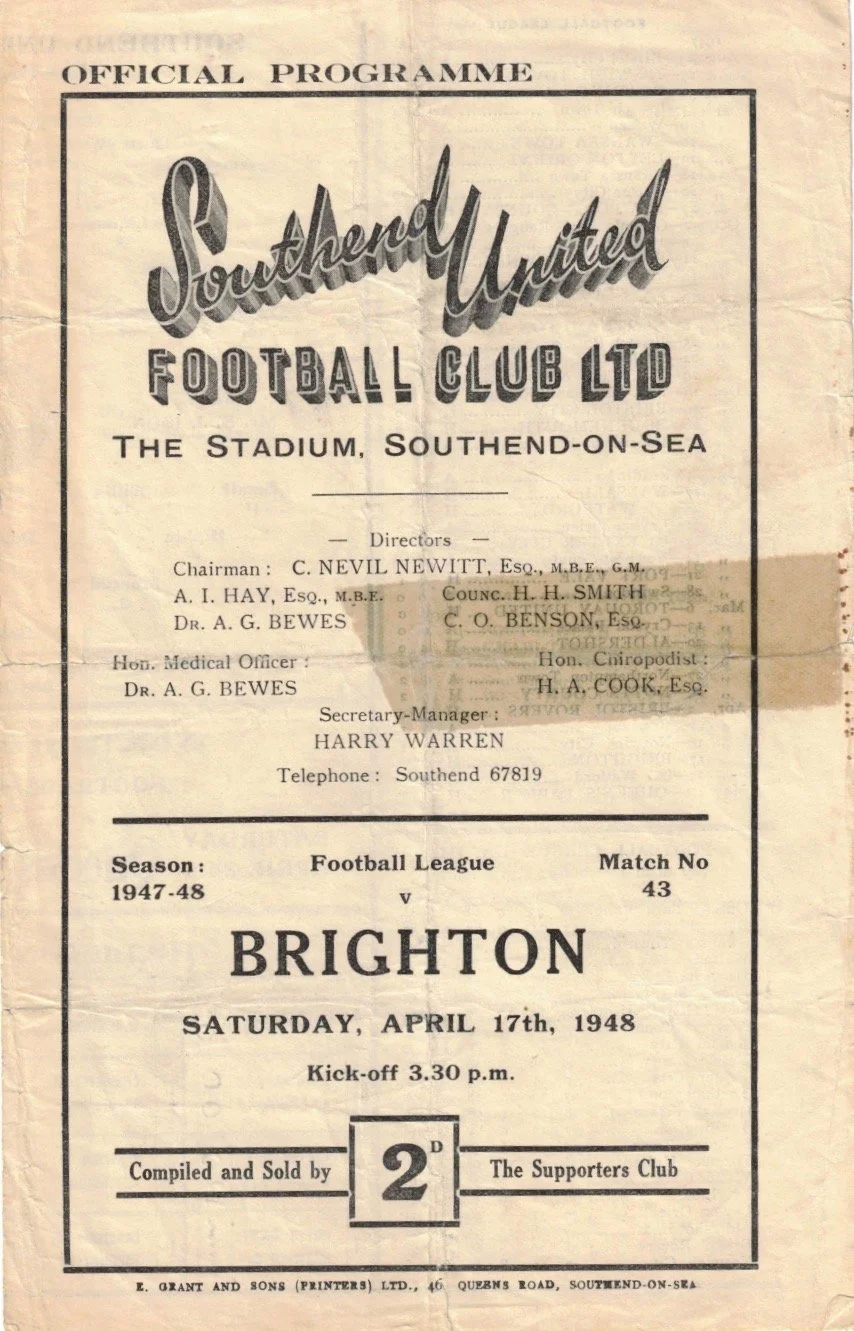 OFFICIAL PROGRAMME
Southend United
FOOTBALL CLUB LTD
THE STADIUM, SOUTHEND-ON-SEA
— Directors —
Chairman : C. NEVIL NEWITT, Esq., M.B.E., G.M.
A. I. HAY, Esq., M.B.E. Counc. H. H. SMITH
Dr. A. G. BEWES C. O. BENSON, Esq.
Hon. Medical Officer : Hon. Chiropodist :
Dr. A. G. BEWES H. A. COOK, Esq.
Secretary-Manager :
HARRY WARREN
Telephone : Southend 67819
Season : Football League Match No
1947-48 v 43
BRIGHTON
SATURDAY, APRIL 17th, 1948
Kick-off 3.30 p.m.
Compiled and Sold by 2D The Supporters Club
E. GRANT AND SONS (PRINTERS) LTD., 46 QUEENS ROAD, SOUTHEND-ON-SEA